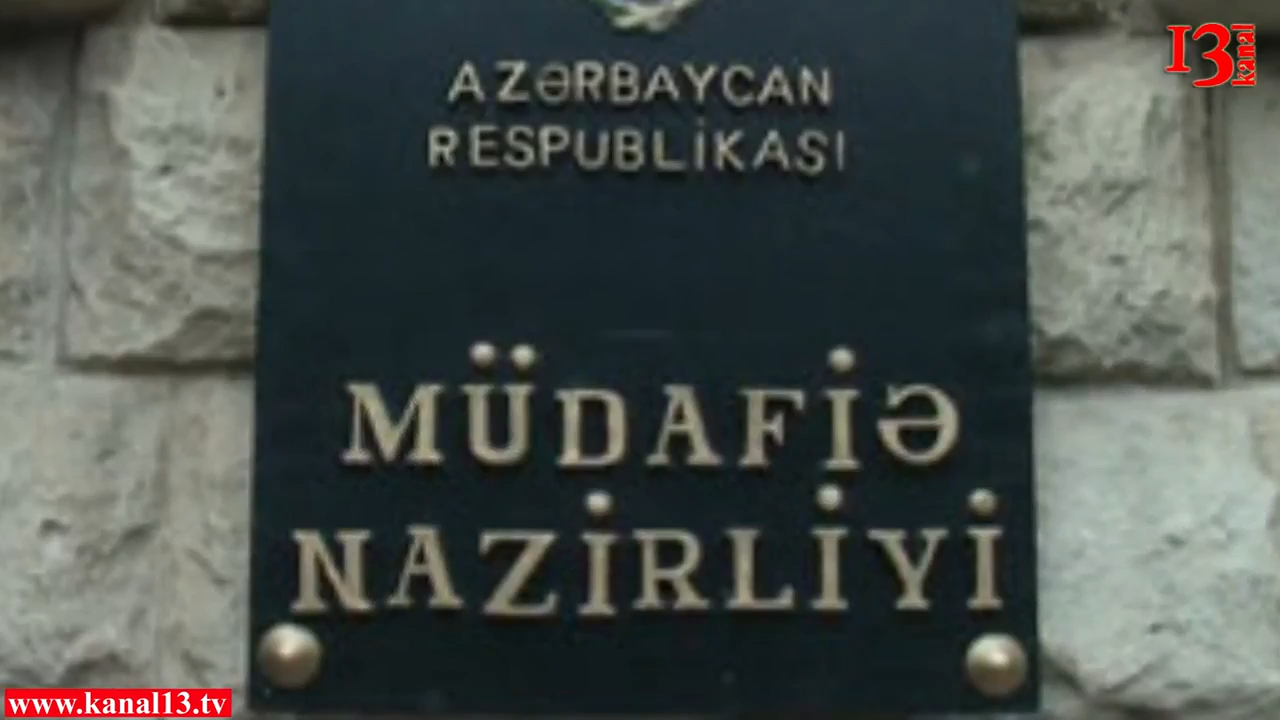 13 kanal
AZƏRBAYCAN
RESPUBLİKASI
MÜDAFİƏ
NAZİRLİYİ
www.kanal13.tv